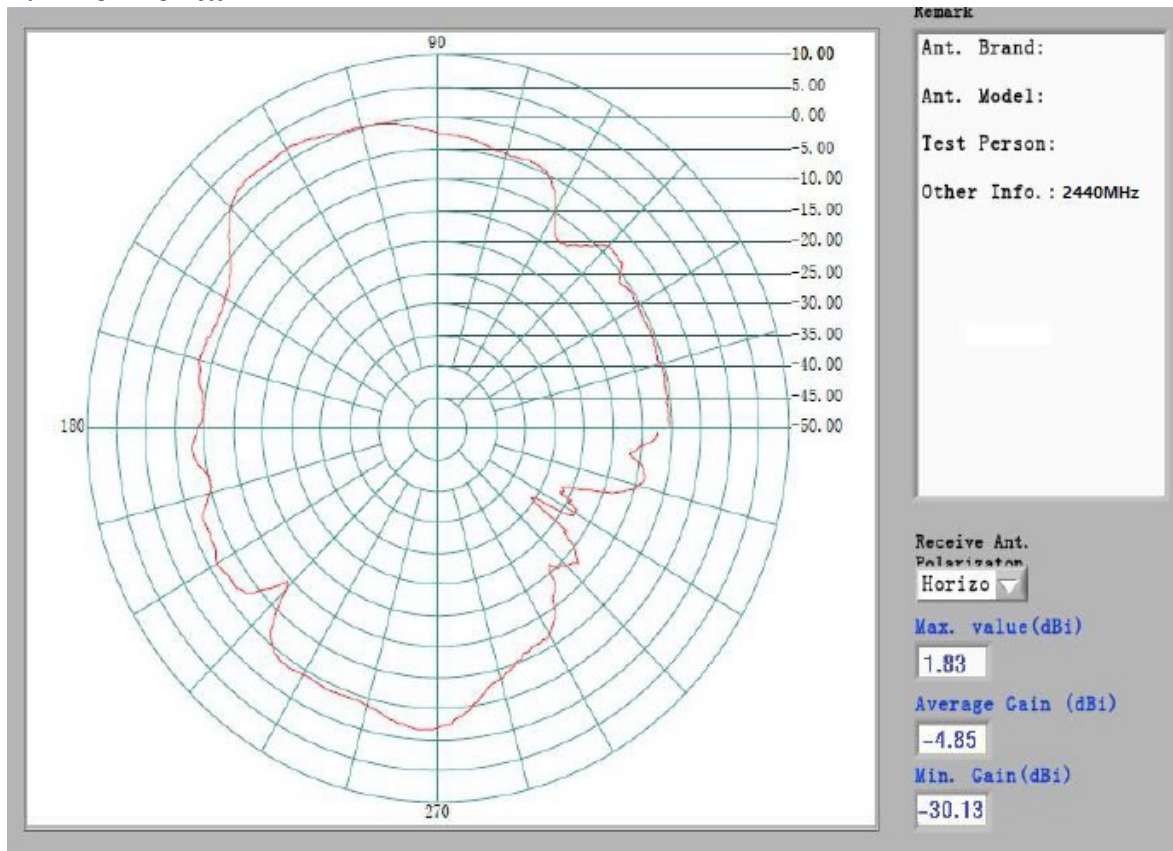 Remark
Ant. Brand:
Ant. Model:
Test Person:
Other Info.: 2440MHz
90
10.00
5.00
0.00
-5.00
-10.00
-15.00
-20.00
-25.00
-30.00
-35.00
-40.00
-45.00
-50.00
180
270
Receive Ant.
Polarizaton
Horizo
Max. value(dBi)
1.83
Average Gain (dBi)
-4.85
Min. Gain(dBi)
-30.13